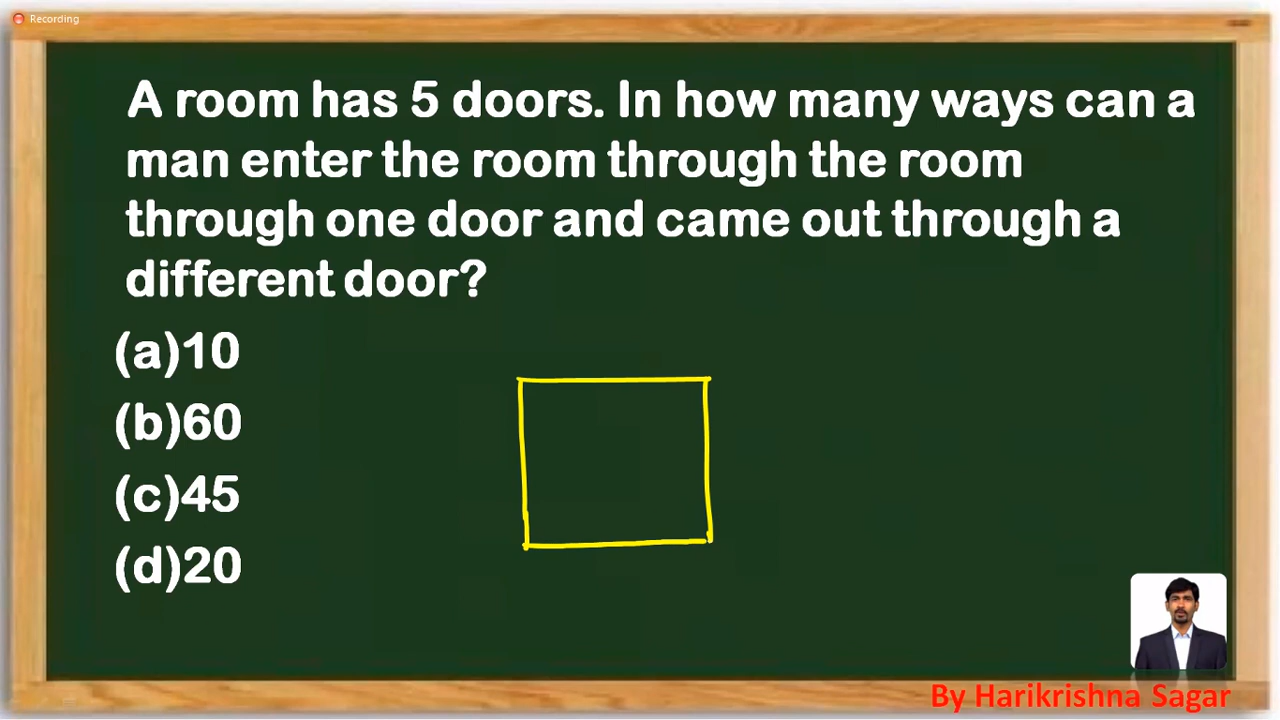 Recording
A room has 5 doors. In how many ways can a
man enter the room through the room
through one door and came out through a
different door?
(a)10
(b)60
(c)45
(d)20
By Harikrishna Sagar